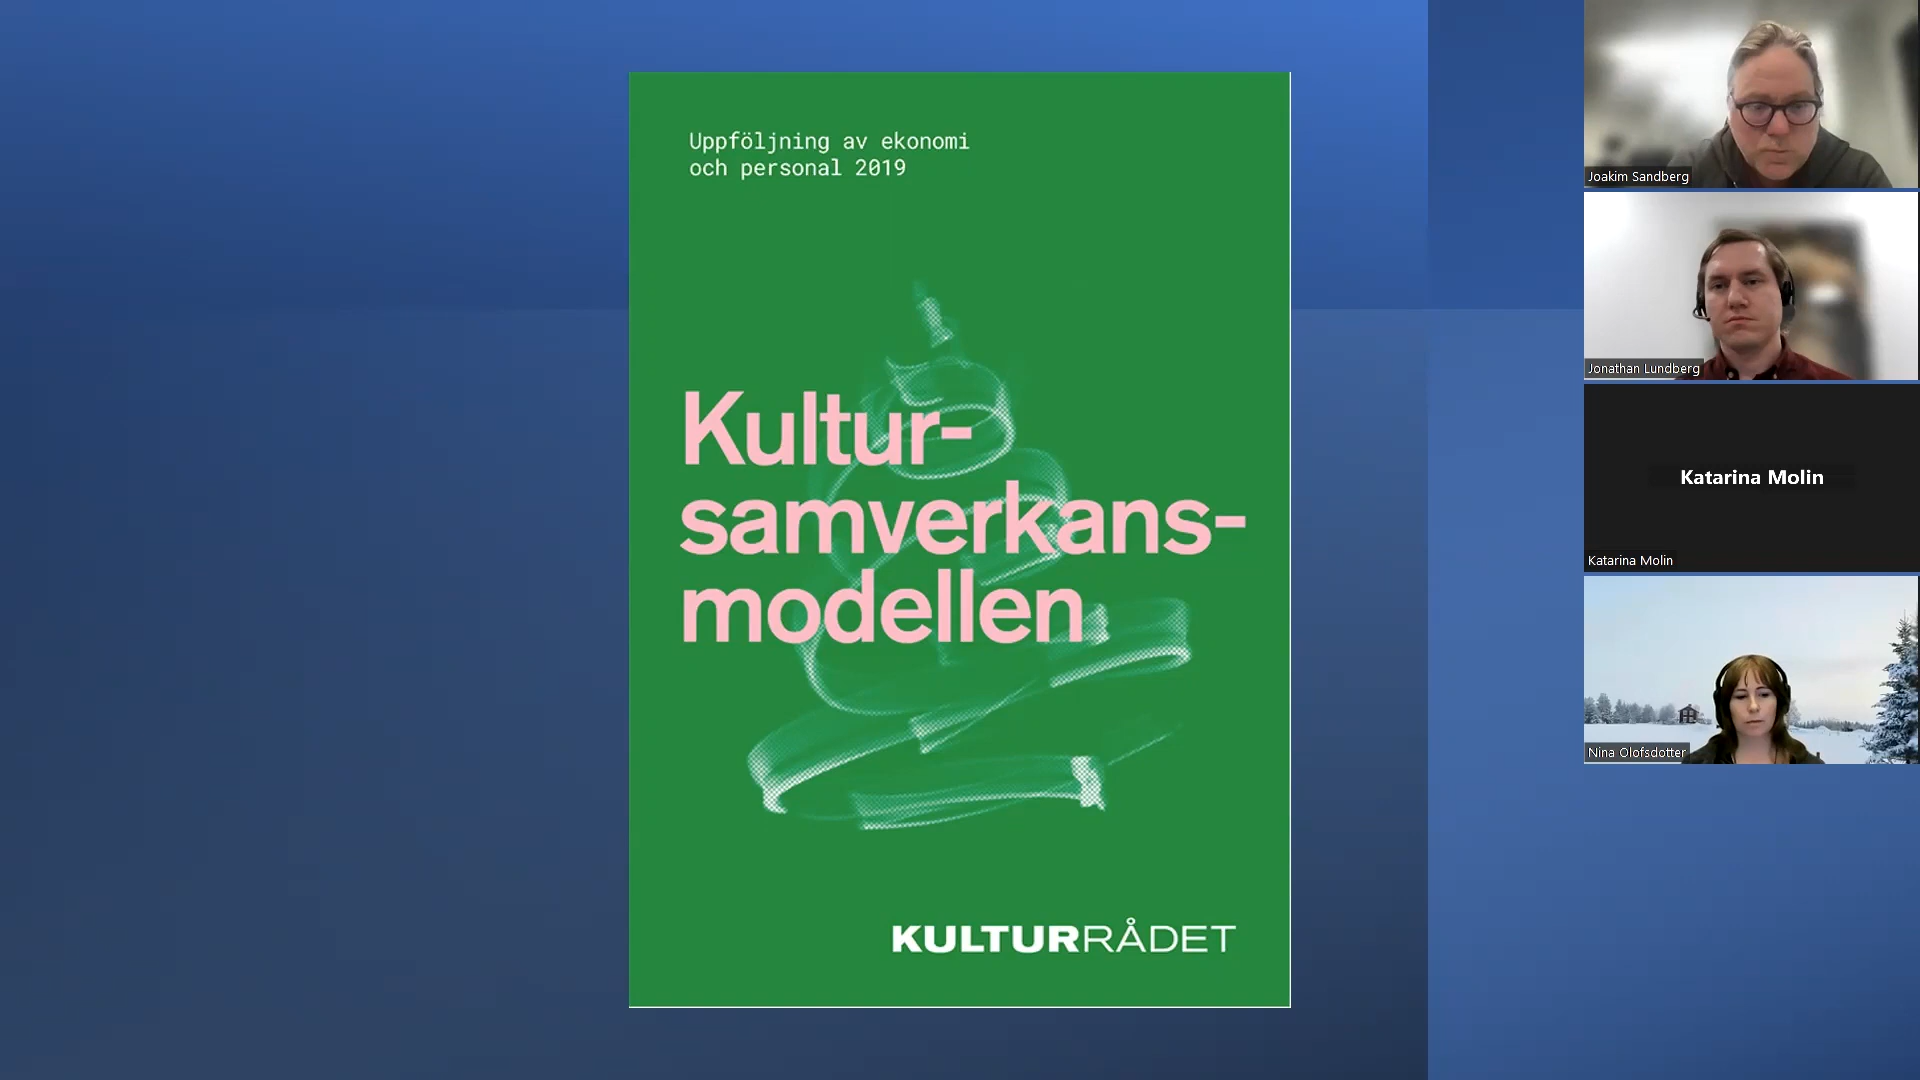 Uppföljning av ekonomi
och personal 2019
Kultur-
samverkans-
modellen
KULTURRÅDET
Joakim Sandberg
Jonathan Lundberg
Katarina Molin
Katarina Molin
Nina Olofsdotter